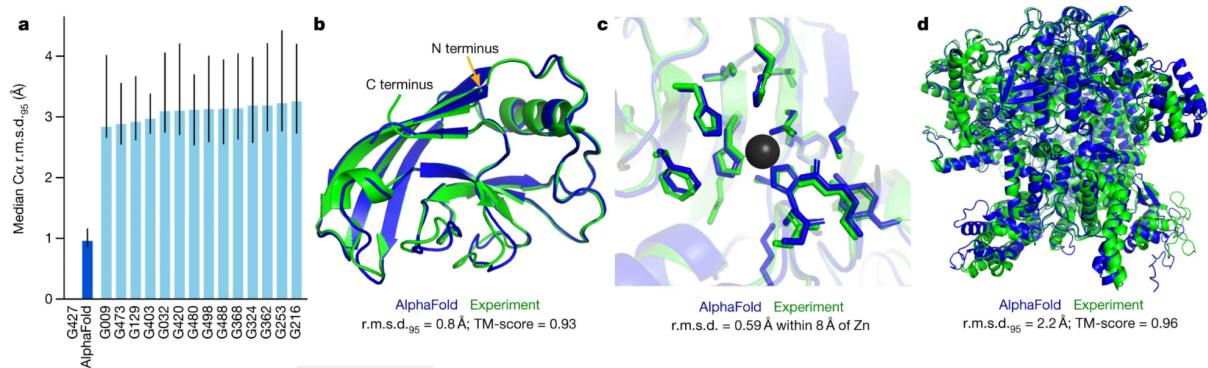 a
Median Cα r.m.s.d.95 (Å)
4
3
2
1
0
G427
AlphaFold
G009
G473
G129
G403
G032
G420
G480
G498
G488
G368
G324
G362
G253
G216
b
N terminus
C terminus
AlphaFold Experiment
r.m.s.d.95 = 0.8 Å; TM-score = 0.93
c
AlphaFold Experiment
r.m.s.d. = 0.59 Å within 8 Å of Zn
d
AlphaFold Experiment
r.m.s.d.95 = 2.2 Å; TM-score = 0.96